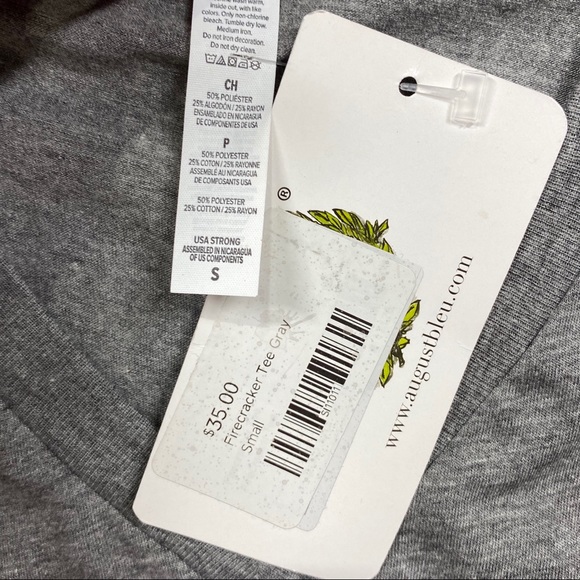 inside out, with like
colors. Only non-chlorine
bleach. Tumble dry low.
Medium Iron.
Do not iron decoration.
Do not dry clean.
CH
50% POLIÉSTER
25% ALGODÓN / 25% RAYON
ENSAMBLADO EN NICARAGUA
DE COMPONENTES DE USA
P
50% POLYESTER
25% COTON / 25% RAYONNE
ASSEMBLÉ AU NICARAGUA
DE COMPOSANTS USA
50% POLYESTER
25% COTTON / 25% RAYON
USA STRONG
ASSEMBLED IN NICARAGUA
OF US COMPONENTS
S
®
www.augustbleu.com
$35.00
Firecracker Tee Gray
Small